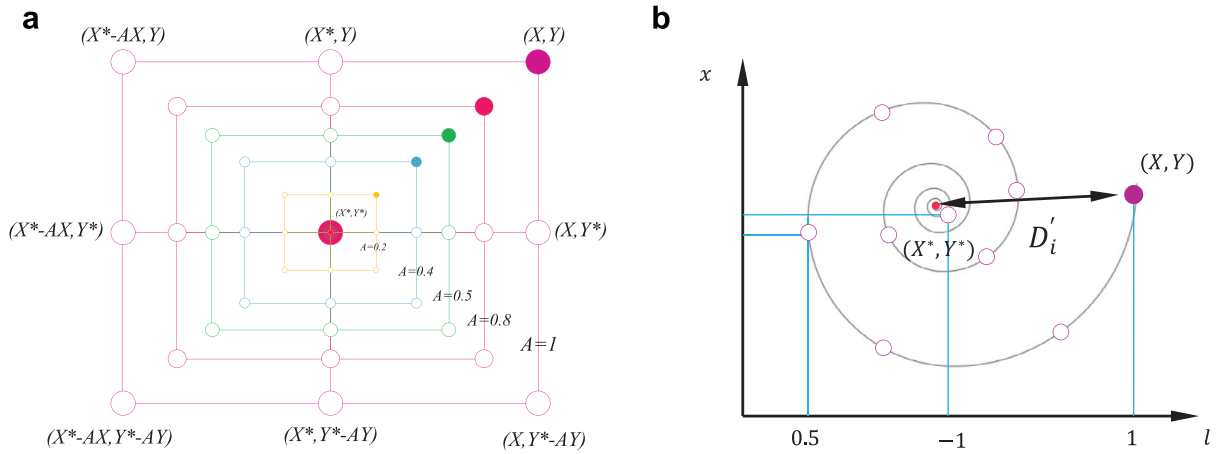 a
(X*-AX,Y)
(X*,Y)
(X,Y)
(X*,Y*)
(X*-AX,Y*)
(X,Y*)
A=0.2
A=0.4
A=0.5
A=0.8
A=1
(X*-AX,Y*-AY)
(X*,Y*-AY)
(X,Y*-AY)
b
x
(X,Y)
(X*,Y*)
D_i'
0.5
−1
1
l